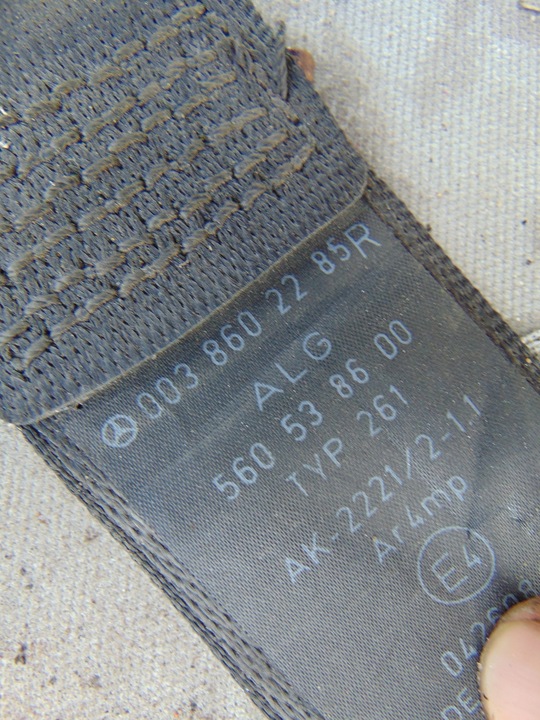 003 860 22 85R
ALG
560 53 86 00
TYP 261
AK-2221/2-1.1
Ar4mp
E4